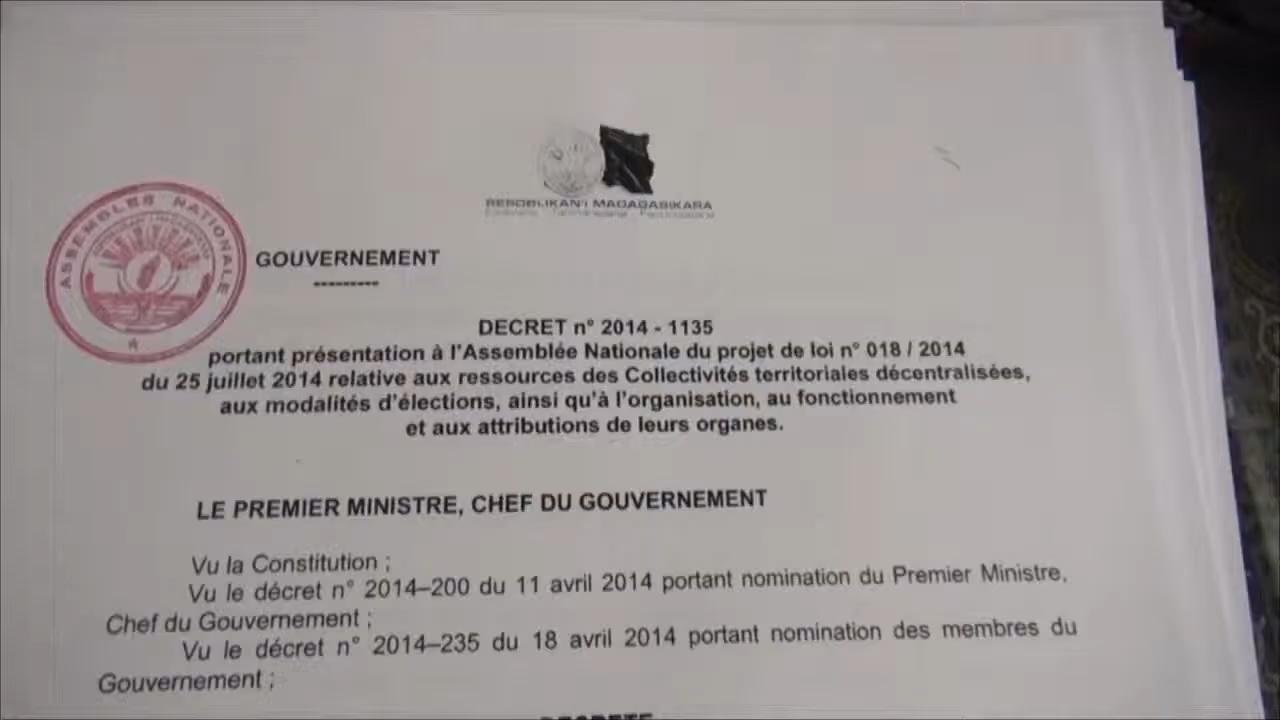 REPOBLIKAN'I MADAGASIKARA
ASSEMBLEE NATIONALE
GOUVERNEMENT
---------
DECRET n° 2014 - 1135
portant présentation à l'Assemblée Nationale du projet de loi n° 018 / 2014
du 25 juillet 2014 relative aux ressources des Collectivités territoriales décentralisées,
aux modalités d'élections, ainsi qu'à l'organisation, au fonctionnement
et aux attributions de leurs organes.
LE PREMIER MINISTRE, CHEF DU GOUVERNEMENT
Vu la Constitution ;
Vu le décret n° 2014–200 du 11 avril 2014 portant nomination du Premier Ministre,
Chef du Gouvernement ;
Vu le décret n° 2014–235 du 18 avril 2014 portant nomination des membres du
Gouvernement ;
DECRETE